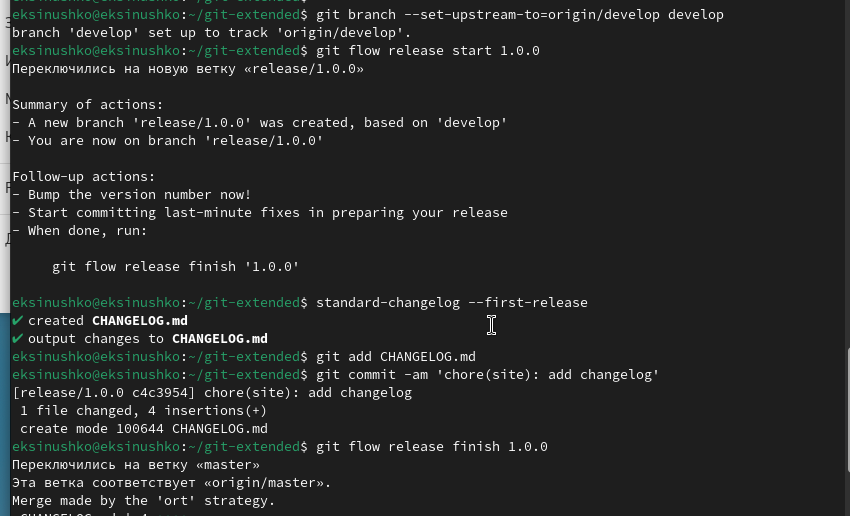 eksinushko@eksinushko:~/git-extended$ git branch --set-upstream-to=origin/develop develop
branch 'develop' set up to track 'origin/develop'.
eksinushko@eksinushko:~/git-extended$ git flow release start 1.0.0
Переключились на новую ветку «release/1.0.0»
Summary of actions:
- A new branch 'release/1.0.0' was created, based on 'develop'
- You are now on branch 'release/1.0.0'
Follow-up actions:
- Bump the version number now!
- Start committing last-minute fixes in preparing your release
- When done, run:
git flow release finish '1.0.0'
eksinushko@eksinushko:~/git-extended$ standard-changelog --first-release
✔ created CHANGELOG.md
✔ output changes to CHANGELOG.md
eksinushko@eksinushko:~/git-extended$ git add CHANGELOG.md
eksinushko@eksinushko:~/git-extended$ git commit -am 'chore(site): add changelog'
[release/1.0.0 c4c3954] chore(site): add changelog
1 file changed, 4 insertions(+)
create mode 100644 CHANGELOG.md
eksinushko@eksinushko:~/git-extended$ git flow release finish 1.0.0
Переключились на ветку «master»
Эта ветка соответствует «origin/master».
Merge made by the 'ort' strategy.